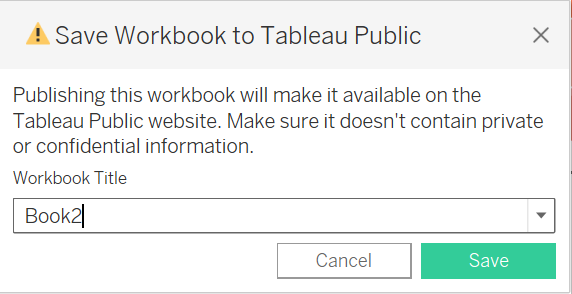 Save Workbook to Tableau Public
Publishing this workbook will make it available on the
Tableau Public website. Make sure it doesn't contain private
or confidential information.
Workbook Title
Book2
Cancel
Save